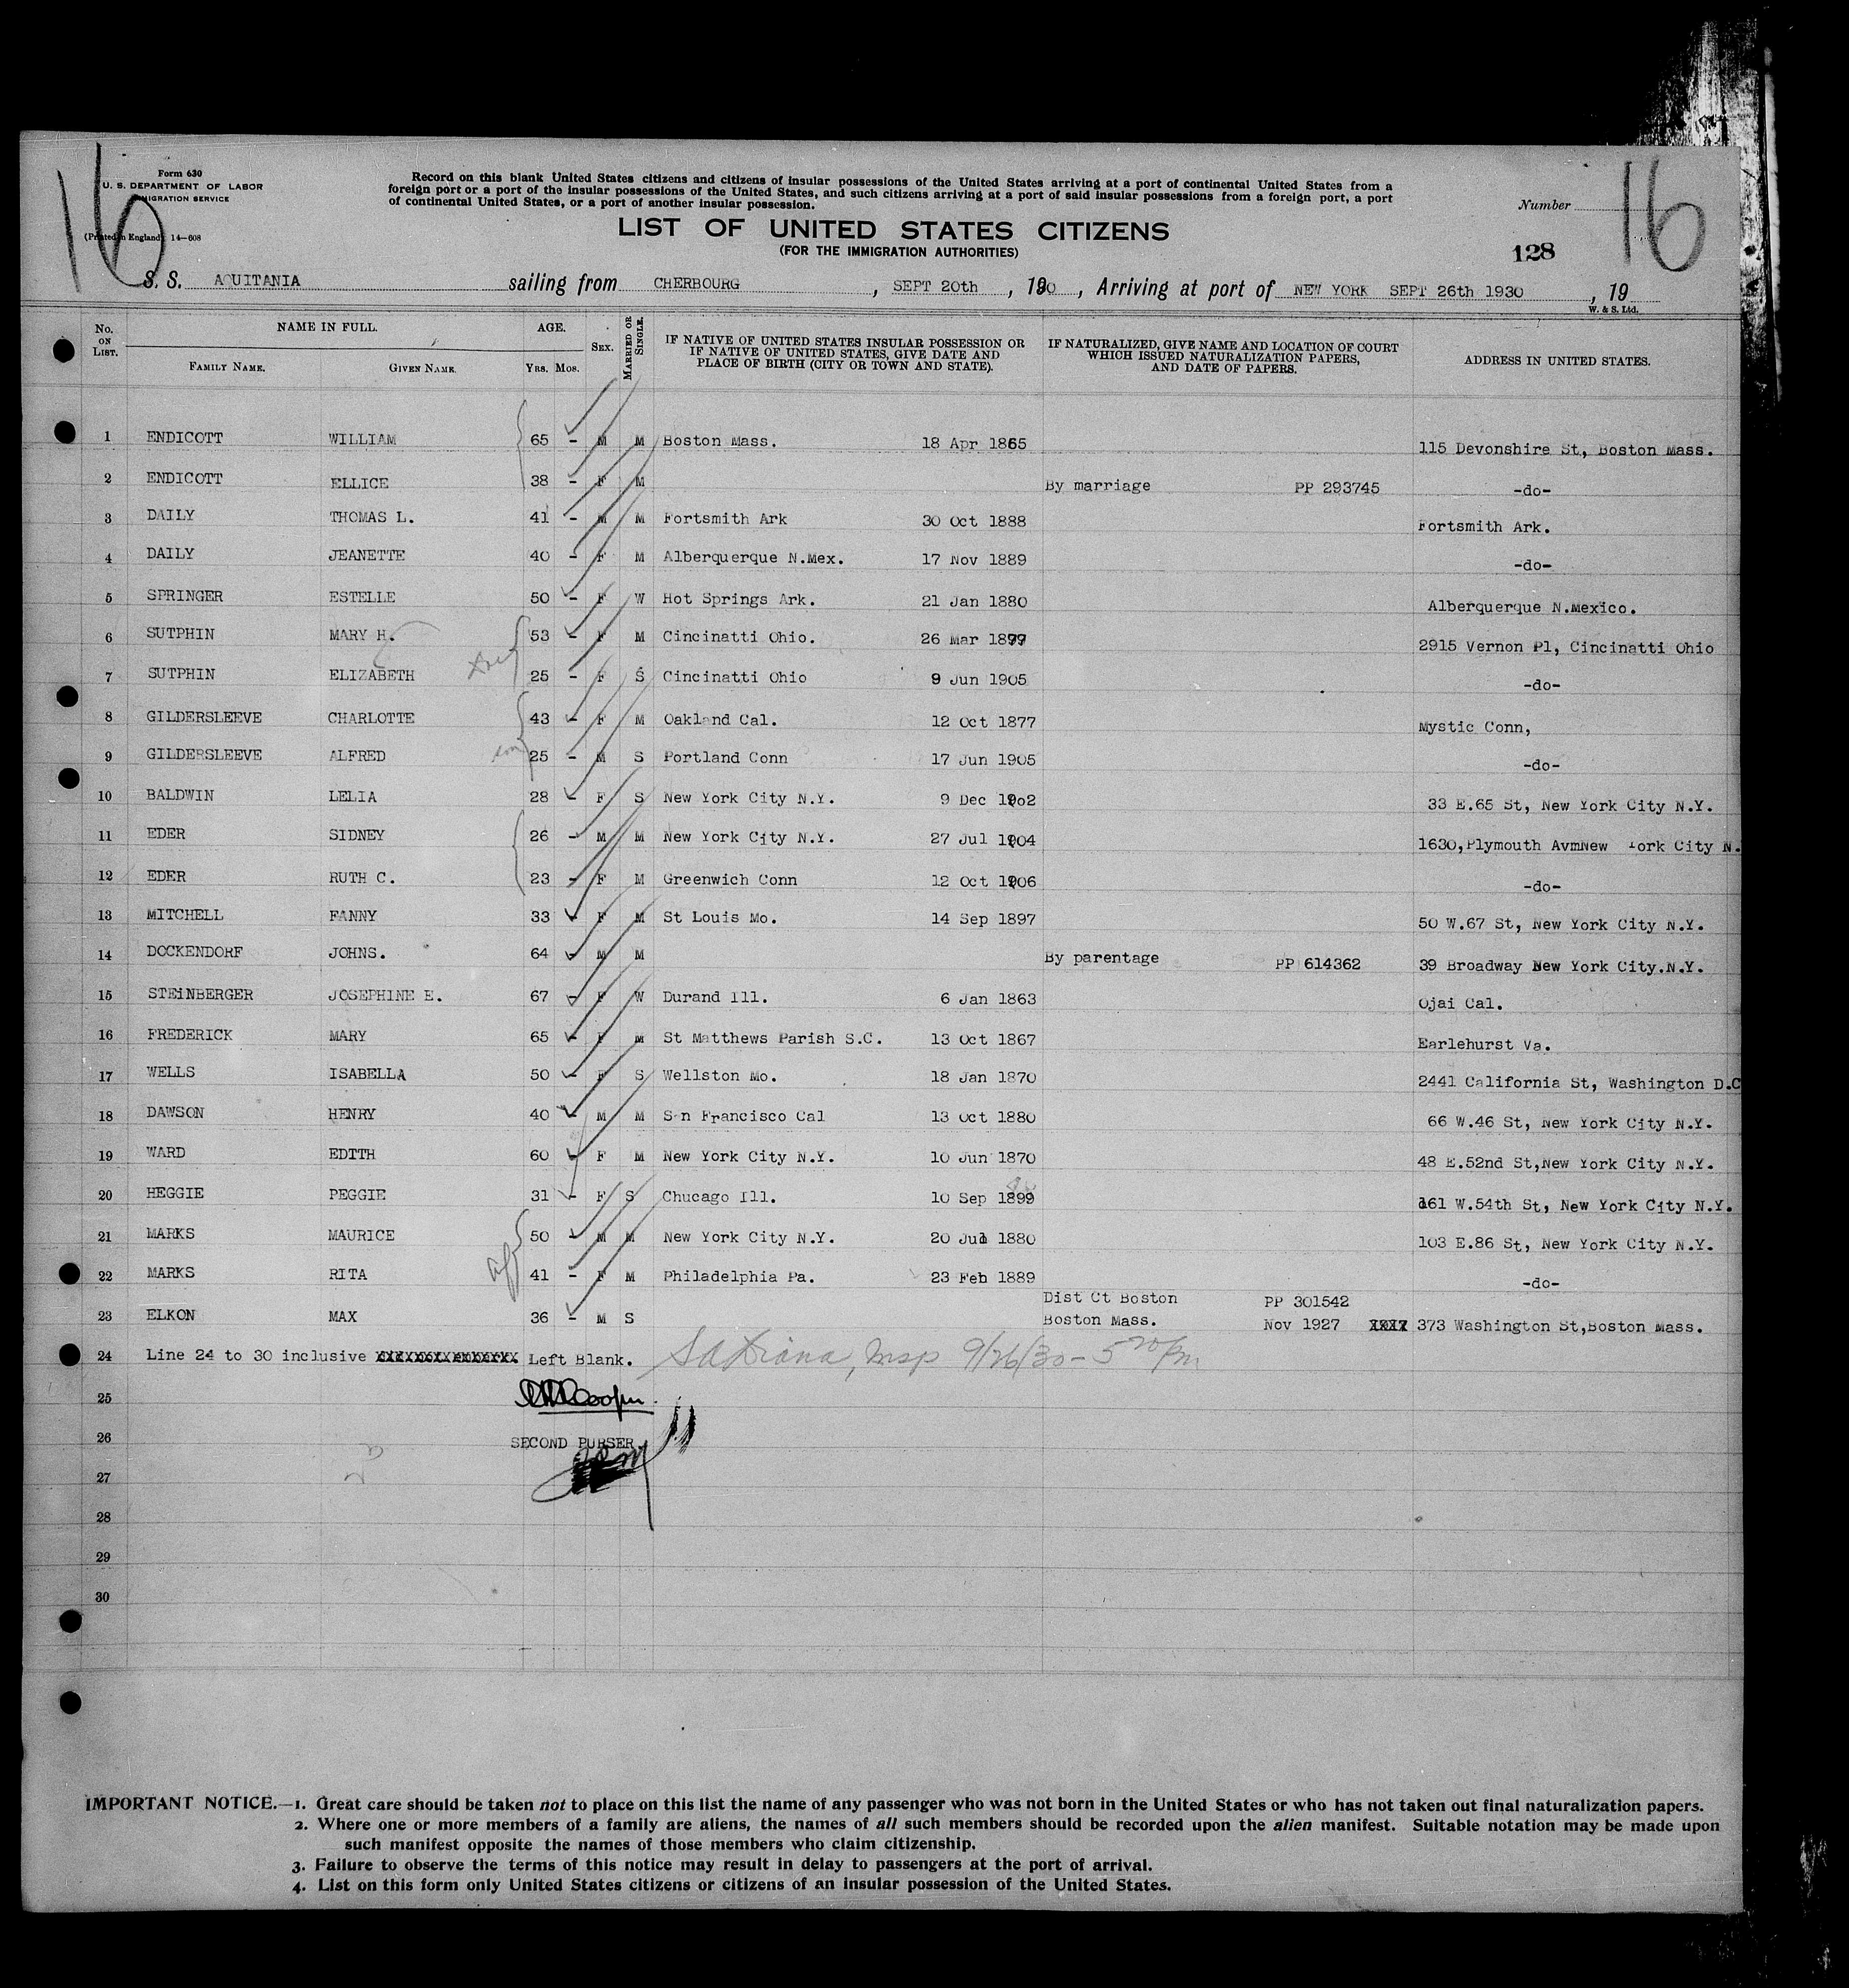 16
Form 630
U. S. DEPARTMENT OF LABOR
IMMIGRATION SERVICE
(Printed in England) 14—608
Record on this blank United States citizens and citizens of insular possessions of the United States arriving at a port of continental United States from a
foreign port or a port of the insular possessions of the United States, and such citizens arriving at a port of said insular possessions from a foreign port, a port
of continental United States, or a port of another insular possession.
LIST OF UNITED STATES CITIZENS
(FOR THE IMMIGRATION AUTHORITIES)
Number
16
128
S. S. AQUITANIA sailing from CHERBOURG , SEPT 20th , 1930 , Arriving at port of NEW YORK SEPT 26th 1930 , 19
W. & S. Ltd.
No. ON LIST. NAME IN FULL. FAMILY NAME. GIVEN NAME. AGE. YRS. MOS. SEX. MARRIED OR SINGLE. IF NATIVE OF UNITED STATES INSULAR POSSESSION OR IF NATIVE OF UNITED STATES, GIVE DATE AND PLACE OF BIRTH (CITY OR TOWN AND STATE). IF NATURALIZED, GIVE NAME AND LOCATION OF COURT WHICH ISSUED NATURALIZATION PAPERS, AND DATE OF PAPERS. ADDRESS IN UNITED STATES.
1 ENDICOTT WILLIAM 65 - M M Boston Mass. 18 Apr 1865 115 Devonshire St, Boston Mass.
2 ENDICOTT ELLICE 38 - F M By marriage PP 293745 -do-
3 DAILY THOMAS L. 41 - M M Fortsmith Ark 30 Oct 1888 Fortsmith Ark.
4 DAILY JEANETTE 40 - F M Alberquerque N.Mex. 17 Nov 1889 -do-
5 SPRINGER ESTELLE 50 - F W Hot Springs Ark. 21 Jan 1880 Alberquerque N.Mexico.
6 SUTPHIN MARY H. 53 - F M Cincinatti Ohio. 26 Mar 1877 2915 Vernon Pl, Cincinatti Ohio
7 SUTPHIN ELIZABETH 25 - F S Cincinatti Ohio 9 Jun 1905 -do-
8 GILDERSLEEVE CHARLOTTE 43 - F M Oakland Cal. 12 Oct 1877 Mystic Conn,
9 GILDERSLEEVE ALFRED son 25 - M S Portland Conn 17 Jun 1905 -do-
10 BALDWIN LELIA 28 - F S New York City N.Y. 9 Dec 1902 33 E.65 St, New York City N.Y.
11 EDER SIDNEY 26 - M M New York City N.Y. 27 Jul 1904 1630,Plymouth AvmNew York City N.
12 EDER RUTH C. 23 - F M Greenwich Conn 12 Oct 1906 -do-
13 MITCHELL FANNY 33 - F M St Louis Mo. 14 Sep 1897 50 W.67 St, New York City N.Y.
14 DOCKENDORF JOHNS. 64 - M M By parentage PP 614362 39 Broadway New York City.N.Y.
15 STEINBERGER JOSEPHINE E. 67 - F W Durand Ill. 6 Jan 1863 Ojai Cal.
16 FREDERICK MARY 65 - F M St Matthews Parish S.C. 13 Oct 1867 Earlehurst Va.
17 WELLS ISABELLA 50 - F S Wellston Mo. 18 Jan 1870 2441 California St, Washington D.C
18 DAWSON HENRY 40 - M M San Francisco Cal 13 Oct 1880 66 W.46 St, New York City N.Y.
19 WARD EDITH 60 - F M New York City N.Y. 10 Jun 1870 48 E.52nd St,New York City N.Y.
20 HEGGIE PEGGIE 31 - F S Chucago Ill. 10 Sep 1899 161 W.54th St, New York City N.Y.
21 MARKS MAURICE 50 - M M New York City N.Y. 20 Jul 1880 103 E.86 St, New York City N.Y.
22 MARKS RITA 41 - F M Philadelphia Pa. 23 Feb 1889 -do-
23 ELKON MAX 36 - M S Dist Ct Boston PP 301542
Boston Mass. Nov 1927 373 Washington St,Boston Mass.
24 Line 24 to 30 inclusive Left Blank. 9/26/30 - 5 20 Pm
25 Cooper
26 SECOND PURSER
27
28
29
30
IMPORTANT NOTICE.—1. Great care should be taken not to place on this list the name of any passenger who was not born in the United States or who has not taken out final naturalization papers.
2. Where one or more members of a family are aliens, the names of all such members should be recorded upon the alien manifest. Suitable notation may be made upon
such manifest opposite the names of those members who claim citizenship.
3. Failure to observe the terms of this notice may result in delay to passengers at the port of arrival.
4. List on this form only United States citizens or citizens of an insular possession of the United States.